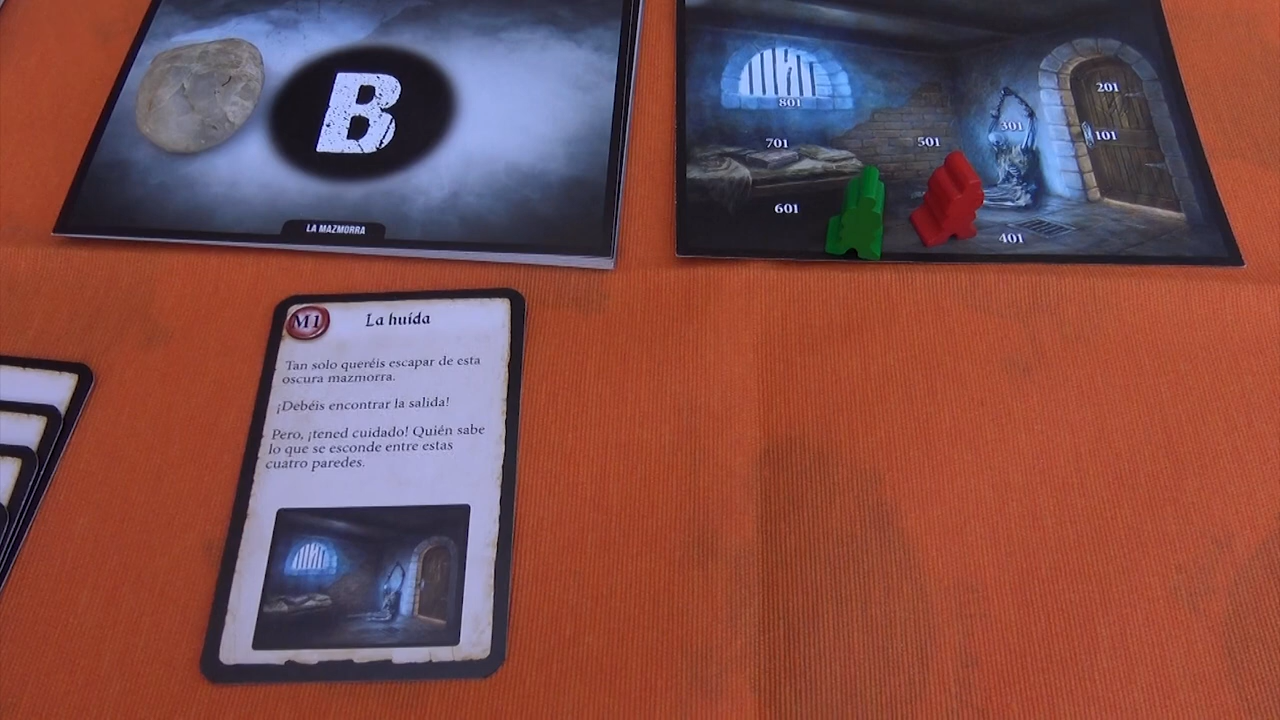 B
LA MAZMORRA
801
201
301
101
701
501
601
401
M1
La huída
Tan solo queréis escapar de esta
oscura mazmorra.
¡Debéis encontrar la salida!
Pero, ¡tened cuidado! Quién sabe
lo que se esconde entre estas
cuatro paredes.